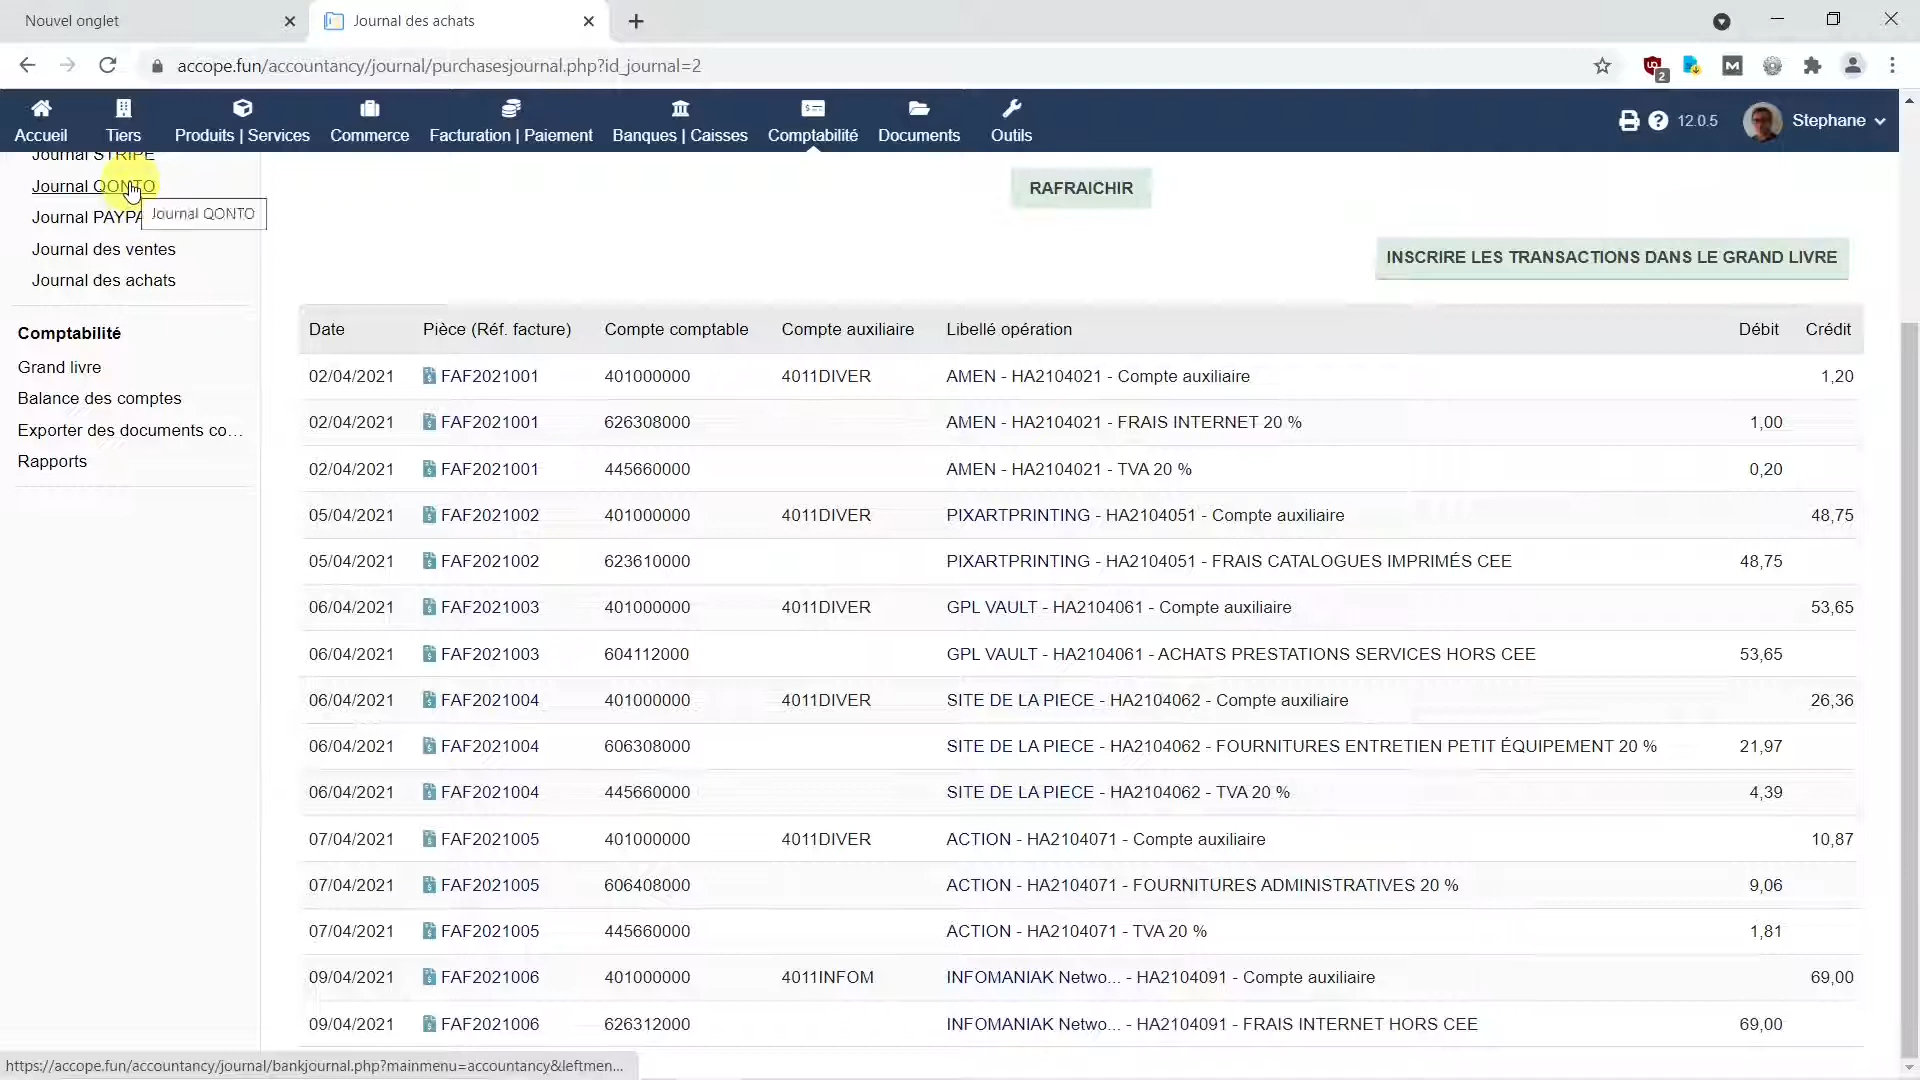 Nouvel onglet
Journal des achats
accope.fun/accountancy/journal/purchasesjournal.php?id_journal=2
2
Accueil
Tiers
Produits | Services
Commerce
Facturation | Paiement
Banques | Caisses
Comptabilité
Documents
Outils
12.0.5
Stephane
Journal STRIPE
Journal QONTO
Journal QONTO
Journal PAYPA
Journal des ventes
Journal des achats
Comptabilité
Grand livre
Balance des comptes
Exporter des documents co...
Rapports
RAFRAICHIR
INSCRIRE LES TRANSACTIONS DANS LE GRAND LIVRE
Date Pièce (Réf. facture) Compte comptable Compte auxiliaire Libellé opération Débit Crédit
02/04/2021 FAF2021001 401000000 4011DIVER AMEN - HA2104021 - Compte auxiliaire 1,20
02/04/2021 FAF2021001 626308000 AMEN - HA2104021 - FRAIS INTERNET 20 % 1,00
02/04/2021 FAF2021001 445660000 AMEN - HA2104021 - TVA 20 % 0,20
05/04/2021 FAF2021002 401000000 4011DIVER PIXARTPRINTING - HA2104051 - Compte auxiliaire 48,75
05/04/2021 FAF2021002 623610000 PIXARTPRINTING - HA2104051 - FRAIS CATALOGUES IMPRIMÉS CEE 48,75
06/04/2021 FAF2021003 401000000 4011DIVER GPL VAULT - HA2104061 - Compte auxiliaire 53,65
06/04/2021 FAF2021003 604112000 GPL VAULT - HA2104061 - ACHATS PRESTATIONS SERVICES HORS CEE 53,65
06/04/2021 FAF2021004 401000000 4011DIVER SITE DE LA PIECE - HA2104062 - Compte auxiliaire 26,36
06/04/2021 FAF2021004 606308000 SITE DE LA PIECE - HA2104062 - FOURNITURES ENTRETIEN PETIT ÉQUIPEMENT 20 % 21,97
06/04/2021 FAF2021004 445660000 SITE DE LA PIECE - HA2104062 - TVA 20 % 4,39
07/04/2021 FAF2021005 401000000 4011DIVER ACTION - HA2104071 - Compte auxiliaire 10,87
07/04/2021 FAF2021005 606408000 ACTION - HA2104071 - FOURNITURES ADMINISTRATIVES 20 % 9,06
07/04/2021 FAF2021005 445660000 ACTION - HA2104071 - TVA 20 % 1,81
09/04/2021 FAF2021006 401000000 4011INFOM INFOMANIAK Netwo... - HA2104091 - Compte auxiliaire 69,00
09/04/2021 FAF2021006 626312000 INFOMANIAK Netwo... - HA2104091 - FRAIS INTERNET HORS CEE 69,00
https://accope.fun/accountancy/journal/bankjournal.php?mainmenu=accountancy&leftmen...